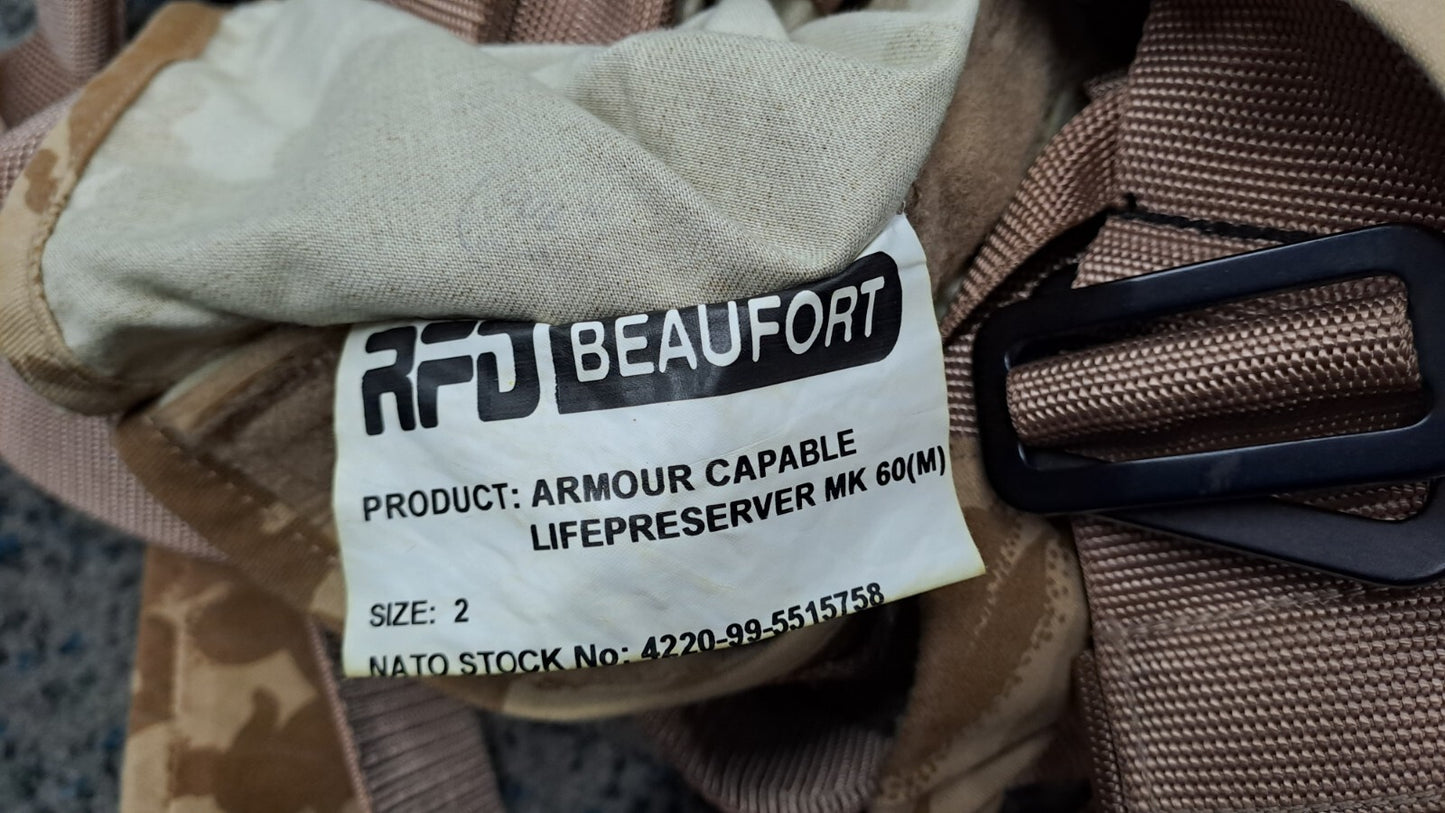 RFD BEAUFORT
PRODUCT: ARMOUR CAPABLE
LIFEPRESERVER MK 60(M)
SIZE: 2
NATO STOCK No: 4220-99-5515758